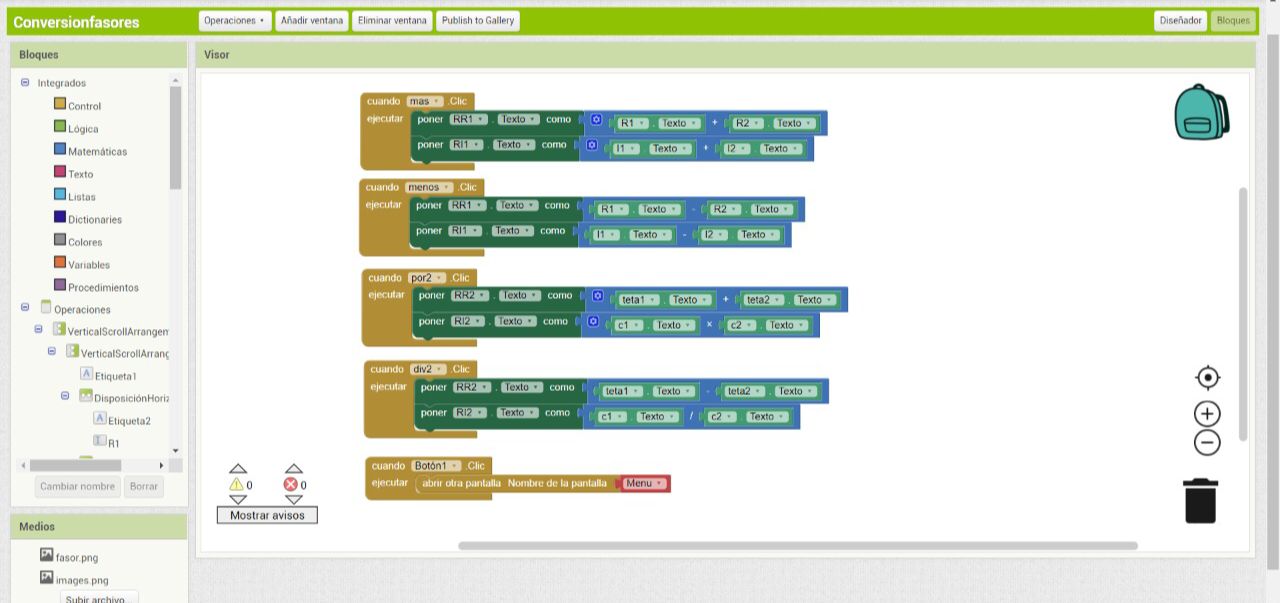 Conversionfasores
Operaciones Añadir ventana Eliminar ventana Publish to Gallery Diseñador Bloques
Bloques
Integrados
Control
Lógica
Matemáticas
Texto
Listas
Dictionaries
Colores
Variables
Procedimientos
Operaciones
VerticalScrollArrangem
VerticalScrollArrang
Etiqueta1
DisposiciónHoriz
Etiqueta2
R1
Cambiar nombre Borrar
Medios
fasor.png
images.png
Subir archivo...
Visor
cuando mas .Clic
ejecutar poner RR1 . Texto como R1 . Texto + R2 . Texto
poner RI1 . Texto como I1 . Texto + I2 . Texto
cuando menos .Clic
ejecutar poner RR1 . Texto como R1 . Texto - R2 . Texto
poner RI1 . Texto como I1 . Texto - I2 . Texto
cuando por2 .Clic
ejecutar poner RR2 . Texto como teta1 . Texto + teta2 . Texto
poner RI2 . Texto como c1 . Texto × c2 . Texto
cuando div2 .Clic
ejecutar poner RR2 . Texto como teta1 . Texto - teta2 . Texto
poner RI2 . Texto como c1 . Texto / c2 . Texto
cuando Botón1 .Clic
ejecutar abrir otra pantalla Nombre de la pantalla Menu
0 0
Mostrar avisos